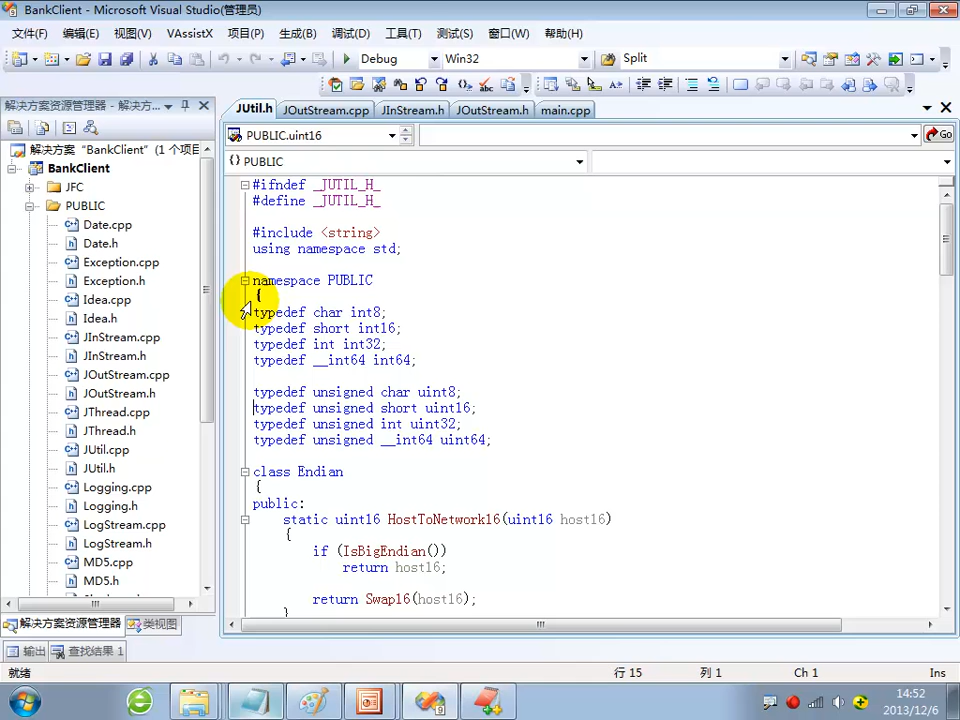 BankClient - Microsoft Visual Studio(管理员)
文件(F) 编辑(E) 视图(V) VAssistX 项目(P) 生成(B) 调试(D) 工具(T) 测试(S) 窗口(W) 帮助(H)
Debug Win32 Split
解决方案资源管理器 - 解决方...
JUtil.h JOutStream.cpp JInStream.h JOutStream.h main.cpp
PUBLIC.uint16 Go
PUBLIC
解决方案 "BankClient" (1 个项目
BankClient
JFC
PUBLIC
Date.cpp
Date.h
Exception.cpp
Exception.h
Idea.cpp
Idea.h
JInStream.cpp
JInStream.h
JOutStream.cpp
JOutStream.h
JThread.cpp
JThread.h
JUtil.cpp
JUtil.h
Logging.cpp
Logging.h
LogStream.cpp
LogStream.h
MD5.cpp
MD5.h
#ifndef _JUTIL_H_
#define _JUTIL_H_
#include <string>
using namespace std;
namespace PUBLIC
{
typedef char int8;
typedef short int16;
typedef int int32;
typedef __int64 int64;
typedef unsigned char uint8;
typedef unsigned short uint16;
typedef unsigned int uint32;
typedef unsigned __int64 uint64;
class Endian
{
public:
static uint16 HostToNetwork16(uint16 host16)
{
if (IsBigEndian())
return host16;
return Swap16(host16);
}
解决方案资源管理器 类视图
输出 查找结果 1
就绪 行 15 列 1 Ch 1 Ins
14:52
2013/12/6